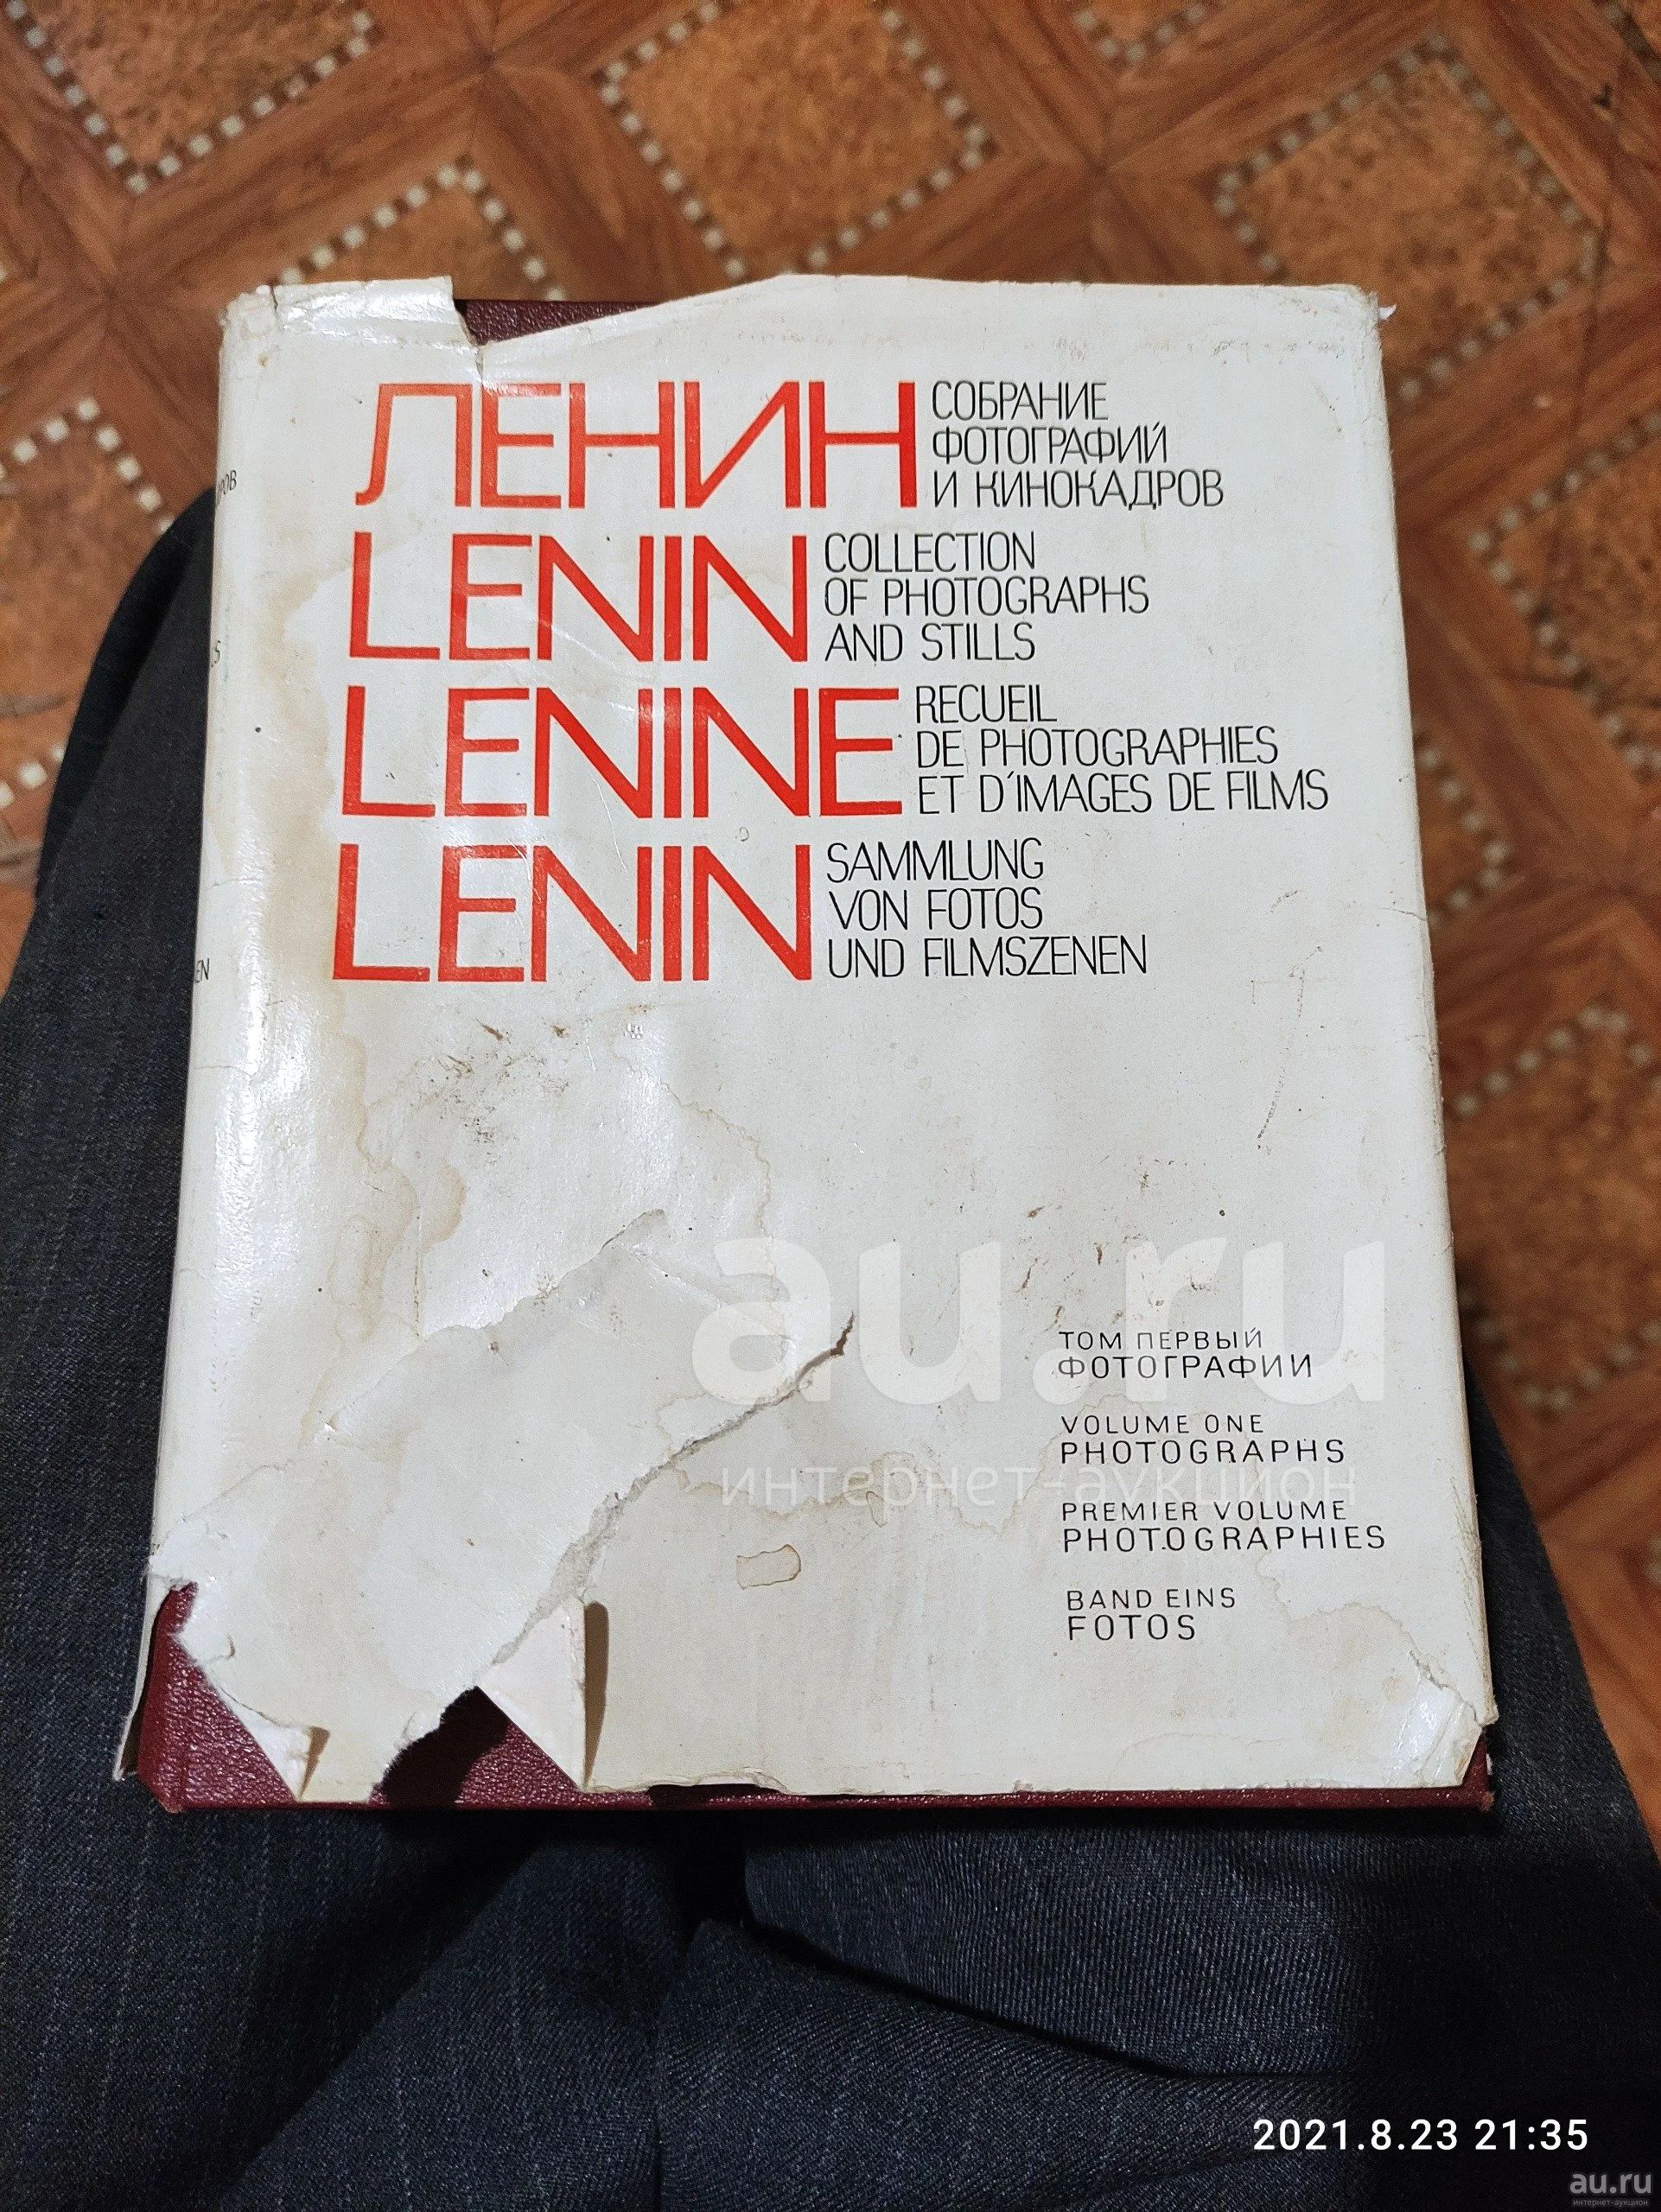 ЛЕНИН
СОБРАНИЕ
ФОТОГРАФИЙ
И КИНОКАДРОВ
LENIN
COLLECTION
OF PHOTOGRAPHS
AND STILLS
LENINE
RECUEIL
DE PHOTOGRAPHIES
ET D'IMAGES DE FILMS
LENIN
SAMMLUNG
VON FOTOS
UND FILMSZENEN
au.ru
интернет-аукцион
ТОМ ПЕРВЫЙ
ФОТОГРАФИИ
VOLUME ONE
PHOTOGRAPHS
PREMIER VOLUME
PHOTOGRAPHIES
BAND EINS
FOTOS
2021.8.23 21:35
au.ru
интернет-аукцион